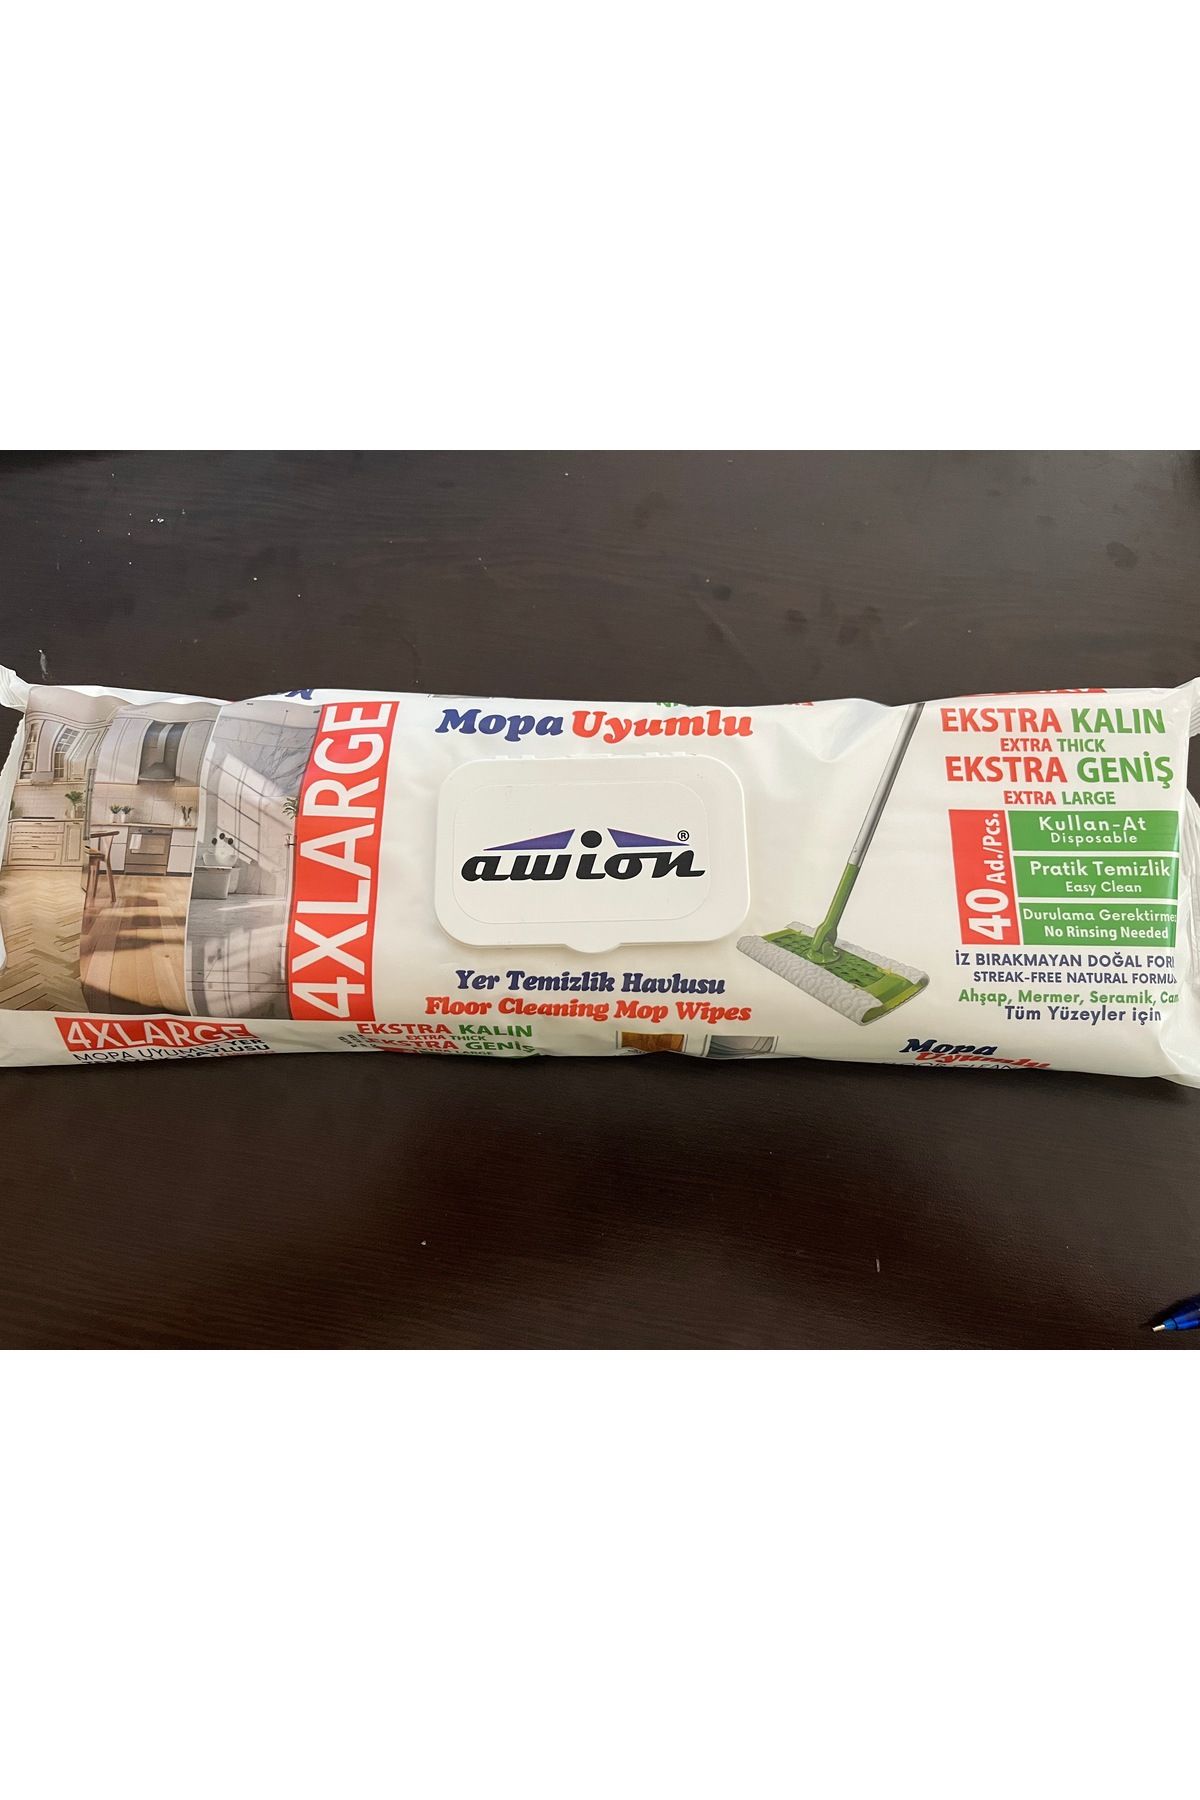 4XLARGE
Mopa Uyumlu
awion®
Yer Temizlik Havlusu
Floor Cleaning Mop Wipes
EKSTRA KALIN
EXTRA THICK
EKSTRA GENİŞ
EXTRA LARGE
40 Ad./Pcs.
Kullan-At
Disposable
Pratik Temizlik
Easy Clean
Durulama Gerektirmez
No Rinsing Needed
İZ BIRAKMAYAN DOĞAL FOR
STREAK-FREE NATURAL FORMU
Ahşap, Mermer, Seramik, Cam
Tüm Yüzeyler için
4XLARGE
MOPA UYUMLU YER
EKSTRA KALIN
EXTRA THICK
EKSTRA GENİŞ
Mopa
Uyumlu